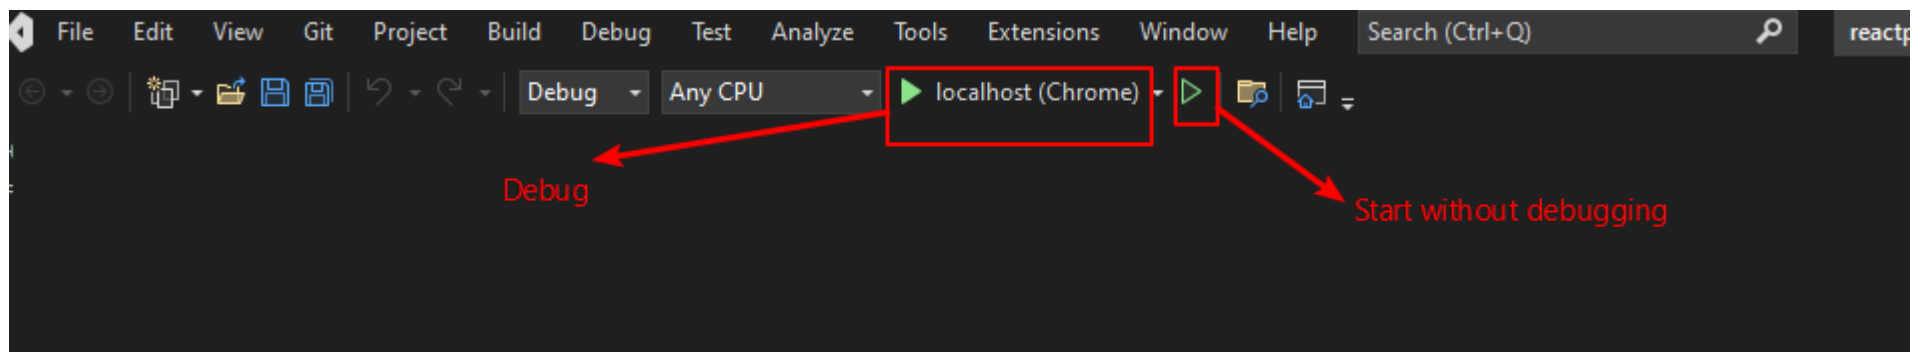 File Edit View Git Project Build Debug Test Analyze Tools Extensions Window Help Search (Ctrl+Q)
Debug Any CPU localhost (Chrome)
Debug
Start without debugging